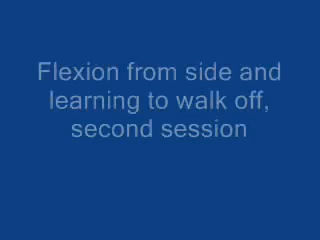 Flexion from side and
learning to walk off,
second session